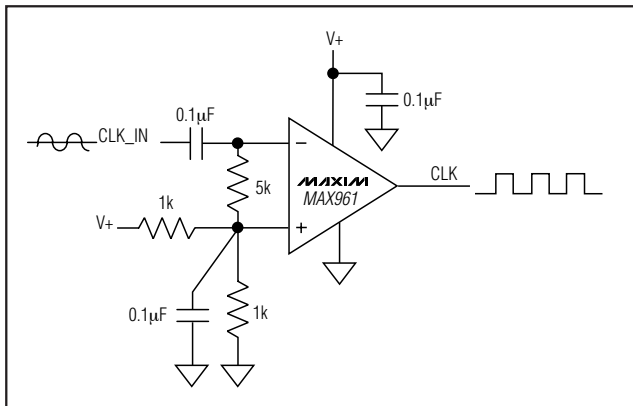 V+
0.1μF
0.1μF
CLK_IN
−
CLK
MAXIM
MAX961
5k
1k
V+
+
0.1μF
1k